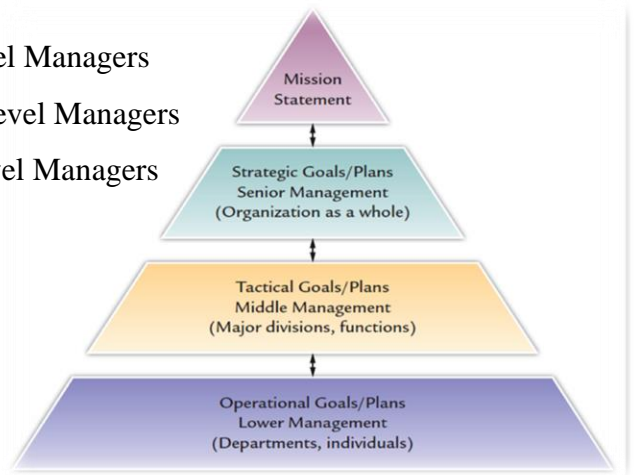 el Managers
evel Managers
vel Managers
Mission
Statement
Strategic Goals/Plans
Senior Management
(Organization as a whole)
Tactical Goals/Plans
Middle Management
(Major divisions, functions)
Operational Goals/Plans
Lower Management
(Departments, individuals)